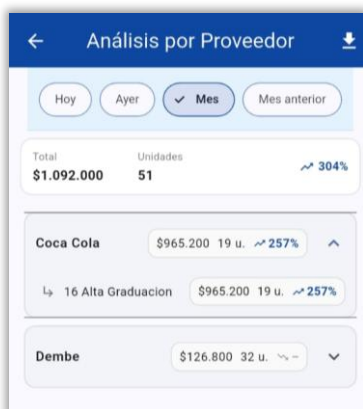 Análisis por Proveedor
Hoy Ayer Mes Mes anterior
Total Unidades
$1.092.000 51 304%
Coca Cola $965.200 19 u. 257%
16 Alta Graduacion $965.200 19 u. 257%
Dembe $126.800 32 u. --